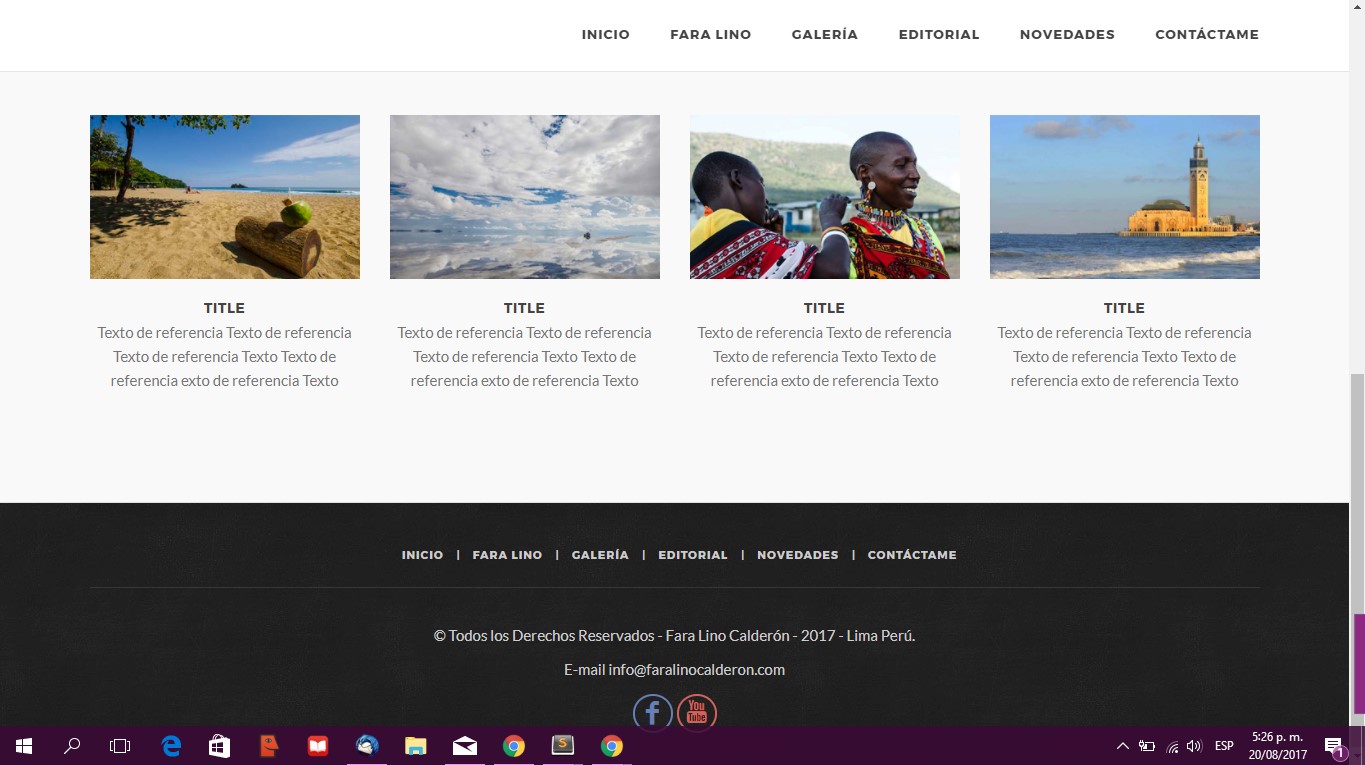 INICIO FARA LINO GALERÍA EDITORIAL NOVEDADES CONTÁCTAME
TITLE
Texto de referencia Texto de referencia
Texto de referencia Texto Texto de
referencia exto de referencia Texto
TITLE
Texto de referencia Texto de referencia
Texto de referencia Texto Texto de
referencia exto de referencia Texto
TITLE
Texto de referencia Texto de referencia
Texto de referencia Texto Texto de
referencia exto de referencia Texto
TITLE
Texto de referencia Texto de referencia
Texto de referencia Texto Texto de
referencia exto de referencia Texto
INICIO | FARA LINO | GALERÍA | EDITORIAL | NOVEDADES | CONTÁCTAME
© Todos los Derechos Reservados - Fara Lino Calderón - 2017 - Lima Perú.
E-mail info@faralinocalderon.com
f
You
Tube
S
ESP
5:26 p. m.
20/08/2017
1